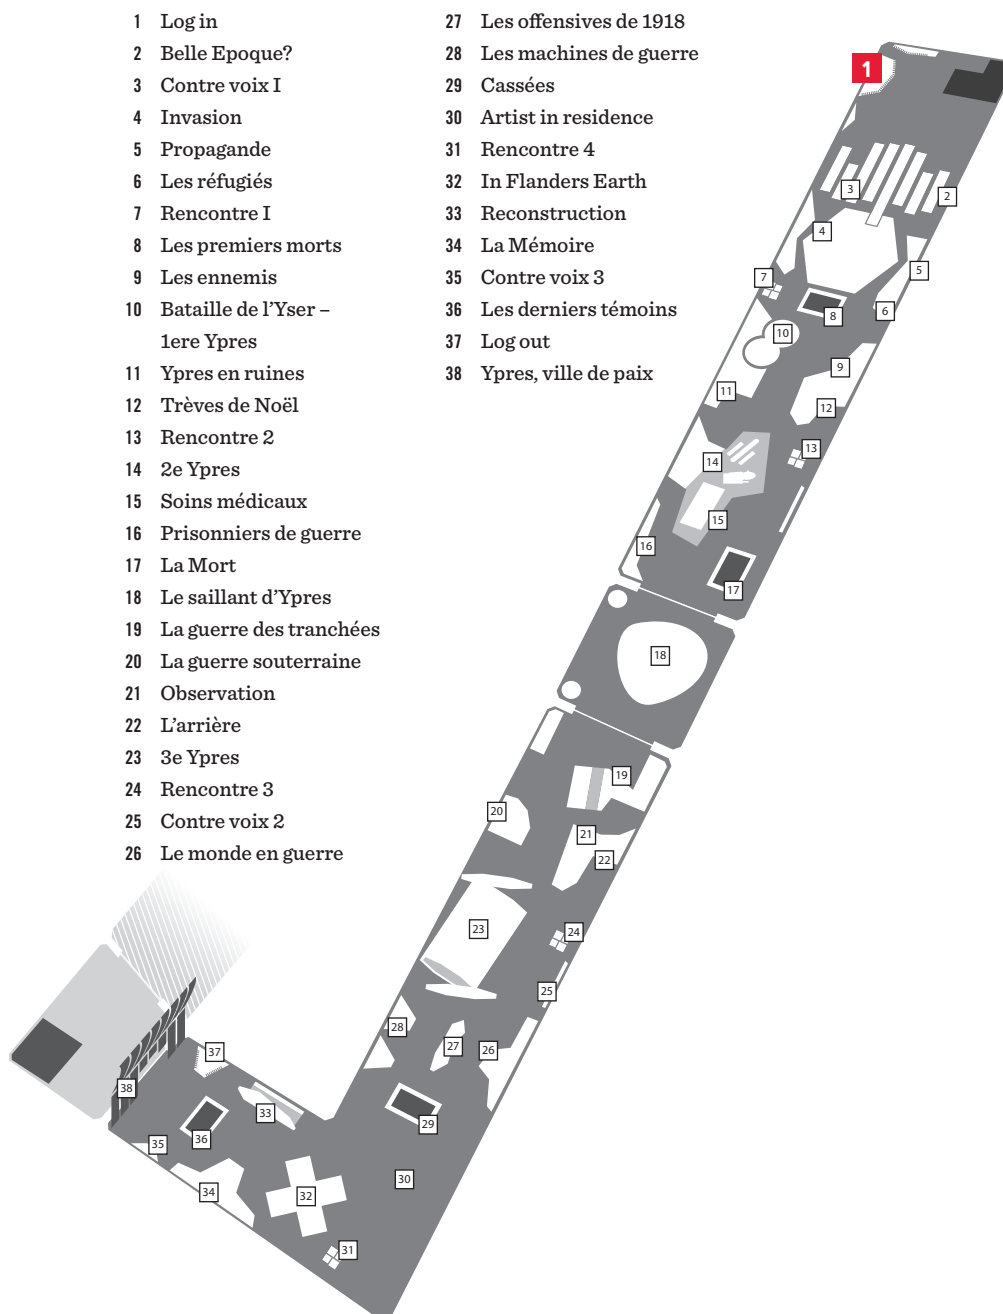 1 Log in
2 Belle Epoque?
3 Contre voix I
4 Invasion
5 Propagande
6 Les réfugiés
7 Rencontre I
8 Les premiers morts
9 Les ennemis
10 Bataille de l’Yser –
1ere Ypres
11 Ypres en ruines
12 Trèves de Noël
13 Rencontre 2
14 2e Ypres
15 Soins médicaux
16 Prisonniers de guerre
17 La Mort
18 Le saillant d’Ypres
19 La guerre des tranchées
20 La guerre souterraine
21 Observation
22 L’arrière
23 3e Ypres
24 Rencontre 3
25 Contre voix 2
26 Le monde en guerre
27 Les offensives de 1918
28 Les machines de guerre
29 Cassées
30 Artist in residence
31 Rencontre 4
32 In Flanders Earth
33 Reconstruction
34 La Mémoire
35 Contre voix 3
36 Les derniers témoins
37 Log out
38 Ypres, ville de paix
1
3
2
4
5
7
6
8
10
9
11
12
13
14
15
16
17
18
19
20
21
22
23
24
25
28
27
26
37
38
33
29
36
35
30
34
32
31